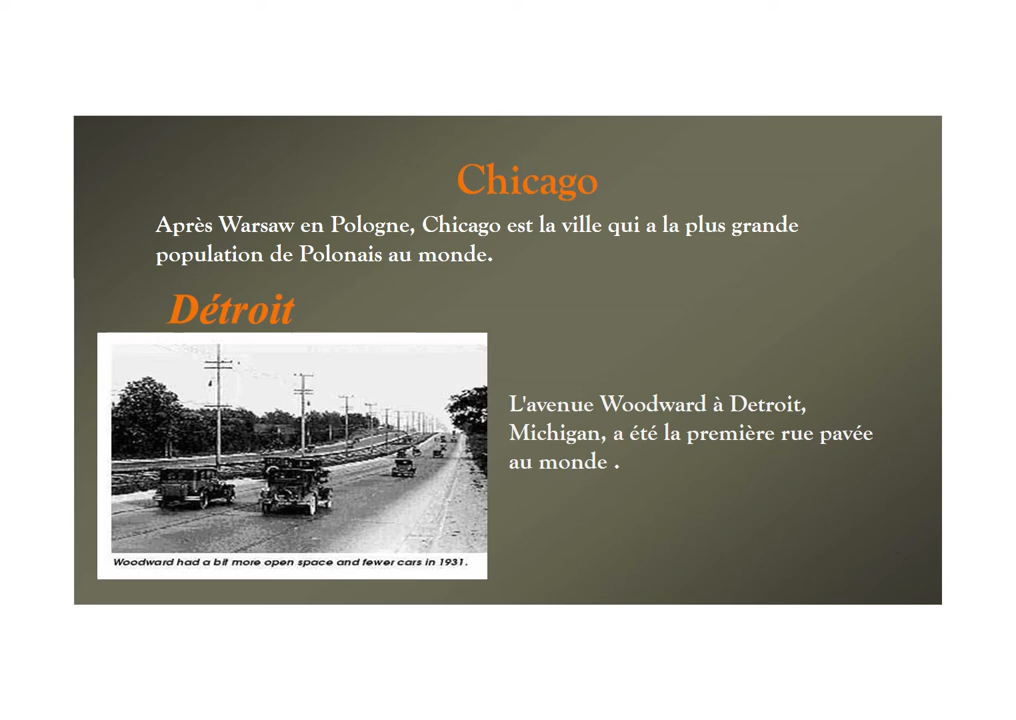 Chicago
Après Warsaw en Pologne, Chicago est la ville qui a la plus grande
population de Polonais au monde.
Détroit
L'avenue Woodward à Detroit,
Michigan, a été la première rue pavée
au monde .
Woodward had a bit more open space and fewer cars in 1931.